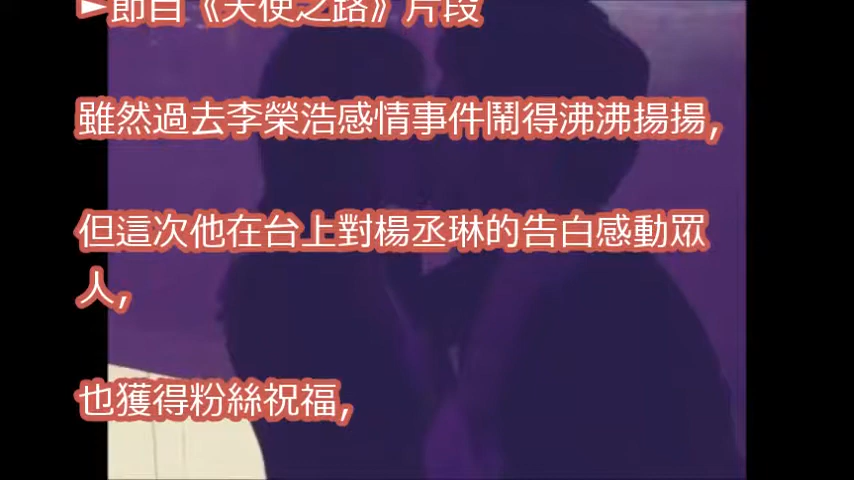 ►節自《天使之路》片段
雖然過去李榮浩感情事件鬧得沸沸揚揚,
但這次他在台上對楊丞琳的告白感動眾
人,
也獲得粉絲祝福,